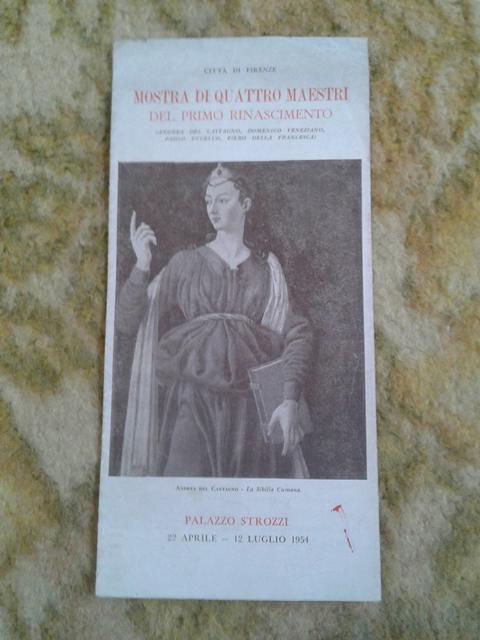 CITTÀ DI FIRENZE
MOSTRA DI QUATTRO MAESTRI
DEL PRIMO RINASCIMENTO
(ANDREA DEL CASTAGNO, DOMENICO VENEZIANO,
PAOLO UCCELLO, PIERO DELLA FRANCESCA)
ANDREA DEL CASTAGNO - La Sibilla Cumana.
PALAZZO STROZZI
22 APRILE – 12 LUGLIO 1954